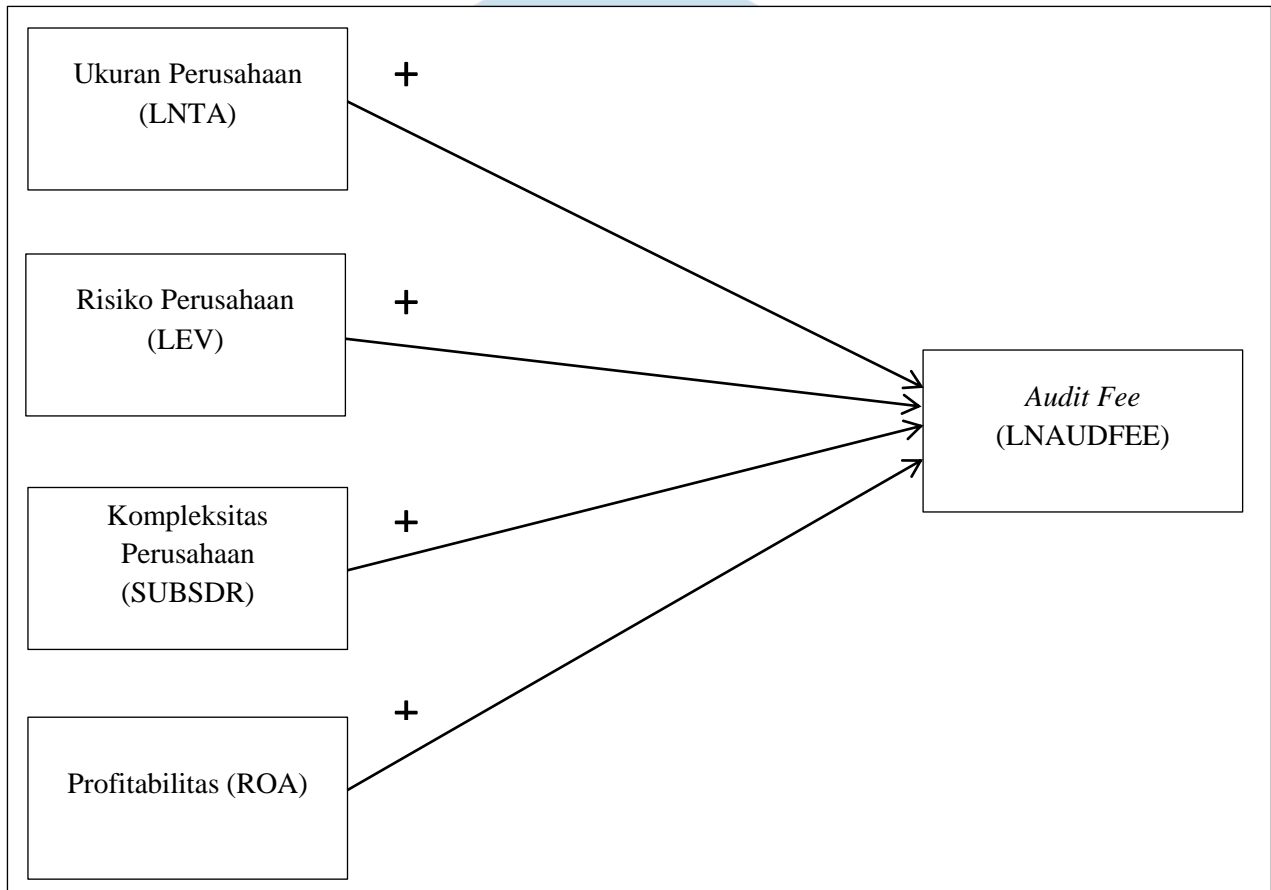 Ukuran Perusahaan
(LNTA)
+
Risiko Perusahaan
(LEV)
+
Audit Fee
(LNAUDFEE)
Kompleksitas
Perusahaan
(SUBSDR)
+
Profitabilitas (ROA)
+